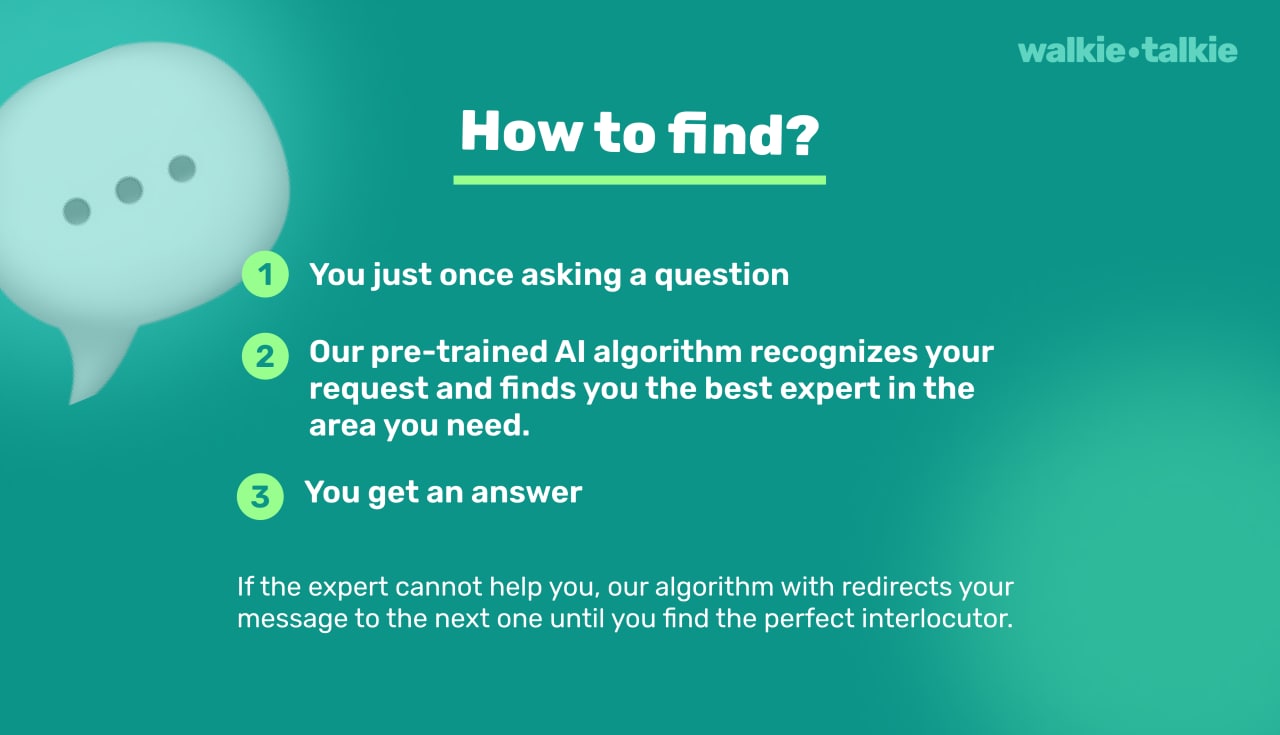 walkie•talkie
How to find?
1 You just once asking a question
2 Our pre-trained AI algorithm recognizes your
request and finds you the best expert in the
area you need.
3 You get an answer
If the expert cannot help you, our algorithm with redirects your
message to the next one until you find the perfect interlocutor.